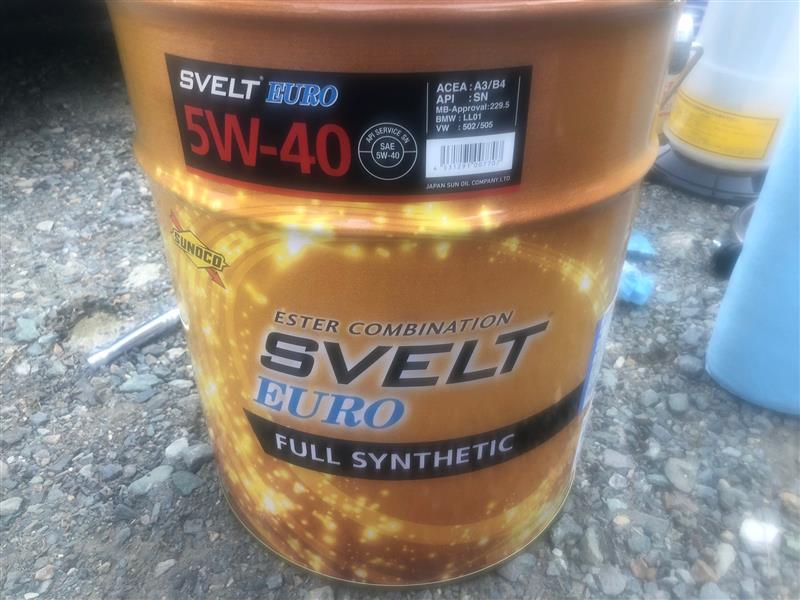 SVELT EURO
5W-40
API SERVICE SN
SAE
5W-40
ACEA : A3/B4
API : SN
MB-Approval:229.5
BMW : LL01
VW : 502/505
JAPAN SUN OIL COMPANY,LTD.
SUNOCO
ESTER COMBINATION
SVELT
EURO
FULL SYNTHETIC